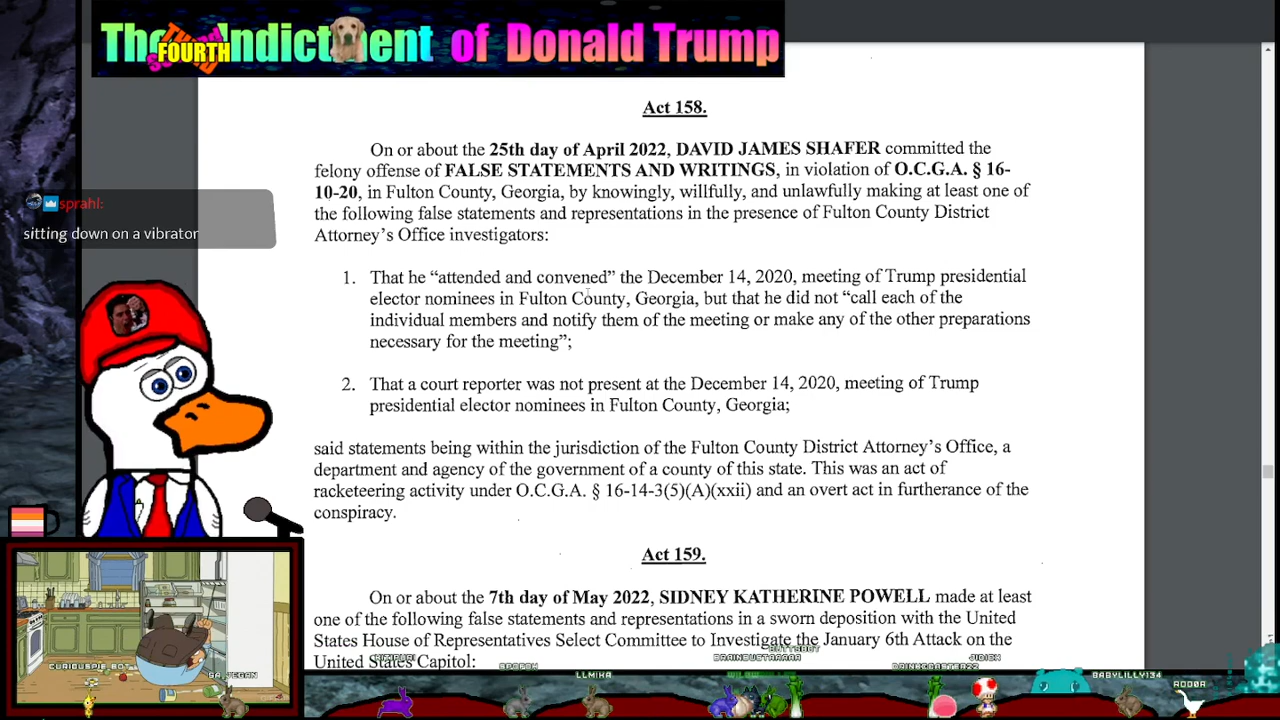 The Indictment of Donald Trump
FOURTH
Act 158.
On or about the 25th day of April 2022, DAVID JAMES SHAFER committed the
felony offense of FALSE STATEMENTS AND WRITINGS, in violation of O.C.G.A. § 16-
10-20, in Fulton County, Georgia, by knowingly, willfully, and unlawfully making at least one of
the following false statements and representations in the presence of Fulton County District
Attorney’s Office investigators:
sprahl:
sitting down on a vibrator
1. That he “attended and convened” the December 14, 2020, meeting of Trump presidential
elector nominees in Fulton County, Georgia, but that he did not “call each of the
individual members and notify them of the meeting or make any of the other preparations
necessary for the meeting”;
2. That a court reporter was not present at the December 14, 2020, meeting of Trump
presidential elector nominees in Fulton County, Georgia;
said statements being within the jurisdiction of the Fulton County District Attorney’s Office, a
department and agency of the government of a county of this state. This was an act of
racketeering activity under O.C.G.A. § 16-14-3(5)(A)(xxii) and an overt act in furtherance of the
conspiracy.
Act 159.
On or about the 7th day of May 2022, SIDNEY KATHERINE POWELL made at least
one of the following false statements and representations in a sworn deposition with the United
States House of Representatives Select Committee to Investigate the January 6th Attack on the
United States Capitol:
CURIOUSPIE_BOT
GA_VEGAN
SPOPOH
LLMIKA
BRAINBUSTAAAAA
BUTTSBOT
JIDICK
BABYLILLY134